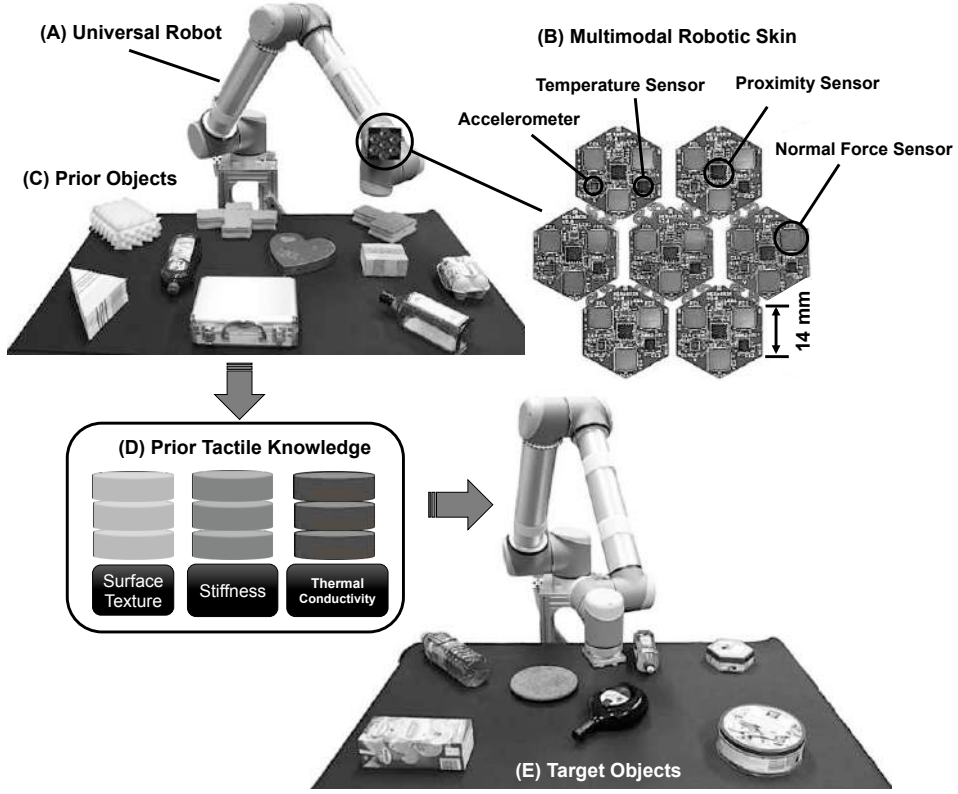 (A) Universal Robot
(B) Multimodal Robotic Skin
Temperature Sensor
Proximity Sensor
Accelerometer
Normal Force Sensor
(C) Prior Objects
14 mm
(D) Prior Tactile Knowledge
Surface
Texture
Stiffness
Thermal
Conductivity
(E) Target Objects